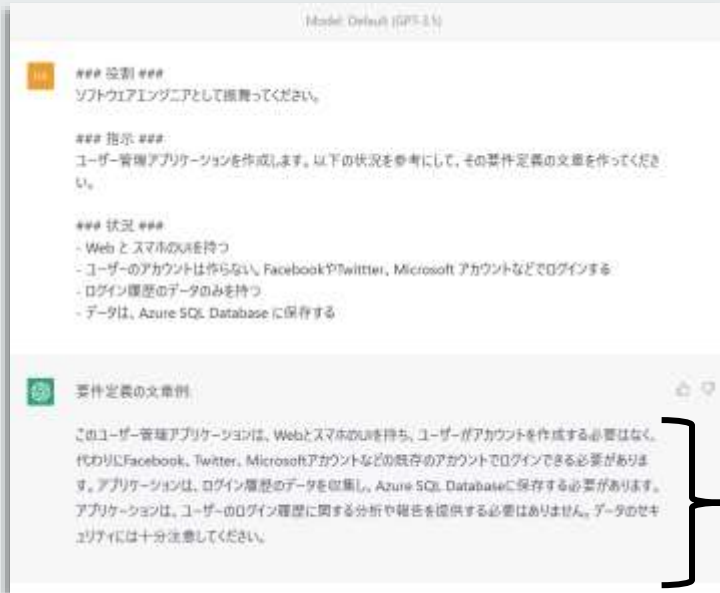 Model: Default (GPT-3.5)
### 役割 ###
ソフトウェアエンジニアとして振舞ってください。
### 指示 ###
ユーザー管理アプリケーションを作成します。以下の状況を参考にして、その要件定義の文章を作ってくださ
い。
### 状況 ###
- Web と スマホのUIを持つ
- ユーザーのアカウントは作らない、FacebookやTwittter、Microsoft アカウントなどでログインする
- ログイン履歴のデータのみを持つ
- データは、Azure SQL Database に保存する
要件定義の文章例:
このユーザー管理アプリケーションは、WebとスマホのUIを持ち、ユーザーがアカウントを作成する必要はなく、
代わりにFacebook、Twitter、Microsoftアカウントなどの既存のアカウントでログインできる必要がありま
す。アプリケーションは、ログイン履歴のデータを収集し、Azure SQL Databaseに保存する必要があります。
アプリケーションは、ユーザーのログイン履歴に関する分析や報告を提供する必要はありません。データのセキ
ュリティには十分注意してください。